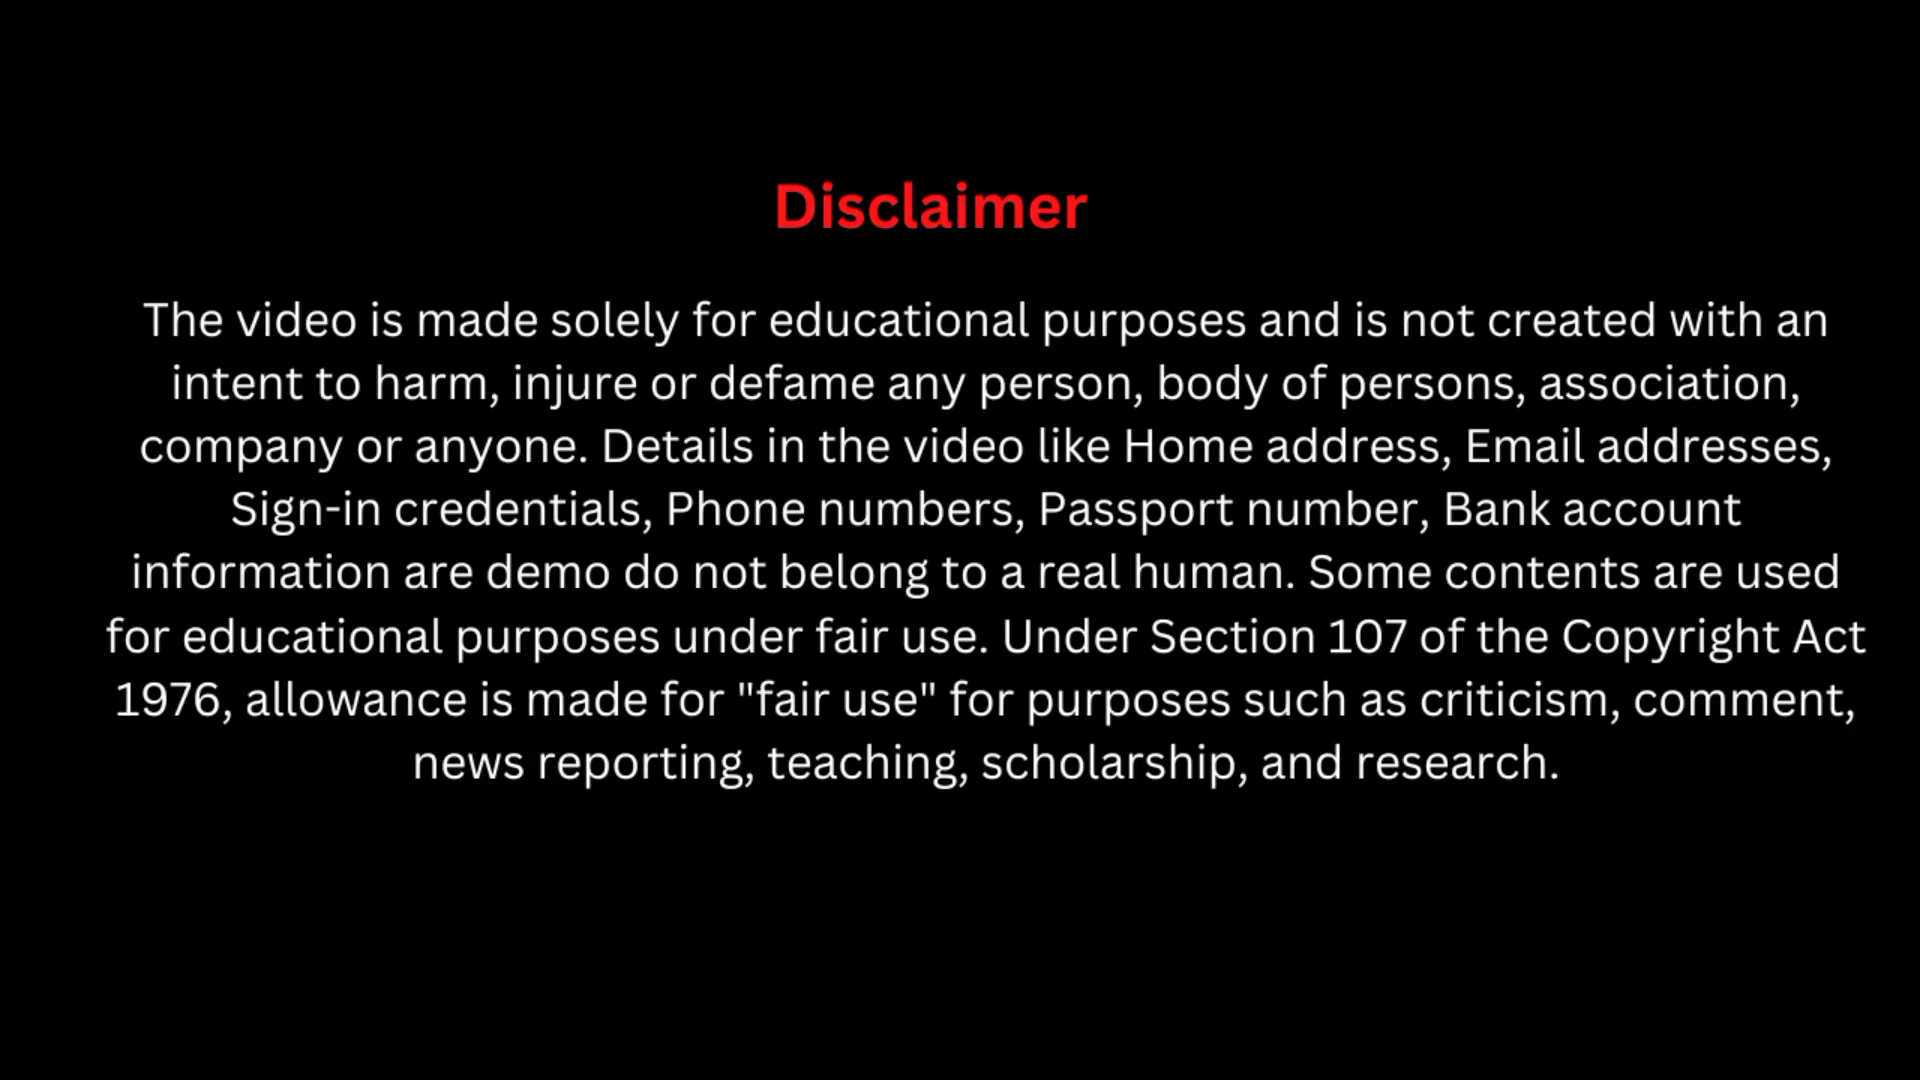 Disclaimer
The video is made solely for educational purposes and is not created with an
intent to harm, injure or defame any person, body of persons, association,
company or anyone. Details in the video like Home address, Email addresses,
Sign-in credentials, Phone numbers, Passport number, Bank account
information are demo do not belong to a real human. Some contents are used
for educational purposes under fair use. Under Section 107 of the Copyright Act
1976, allowance is made for "fair use" for purposes such as criticism, comment,
news reporting, teaching, scholarship, and research.